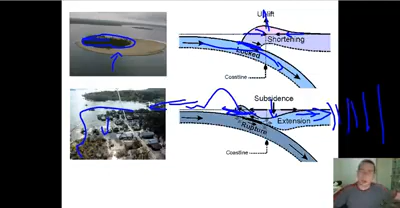 Uplift
Shortening
Locked
Coastline
Subsidence
Extension
Rupture
Coastline